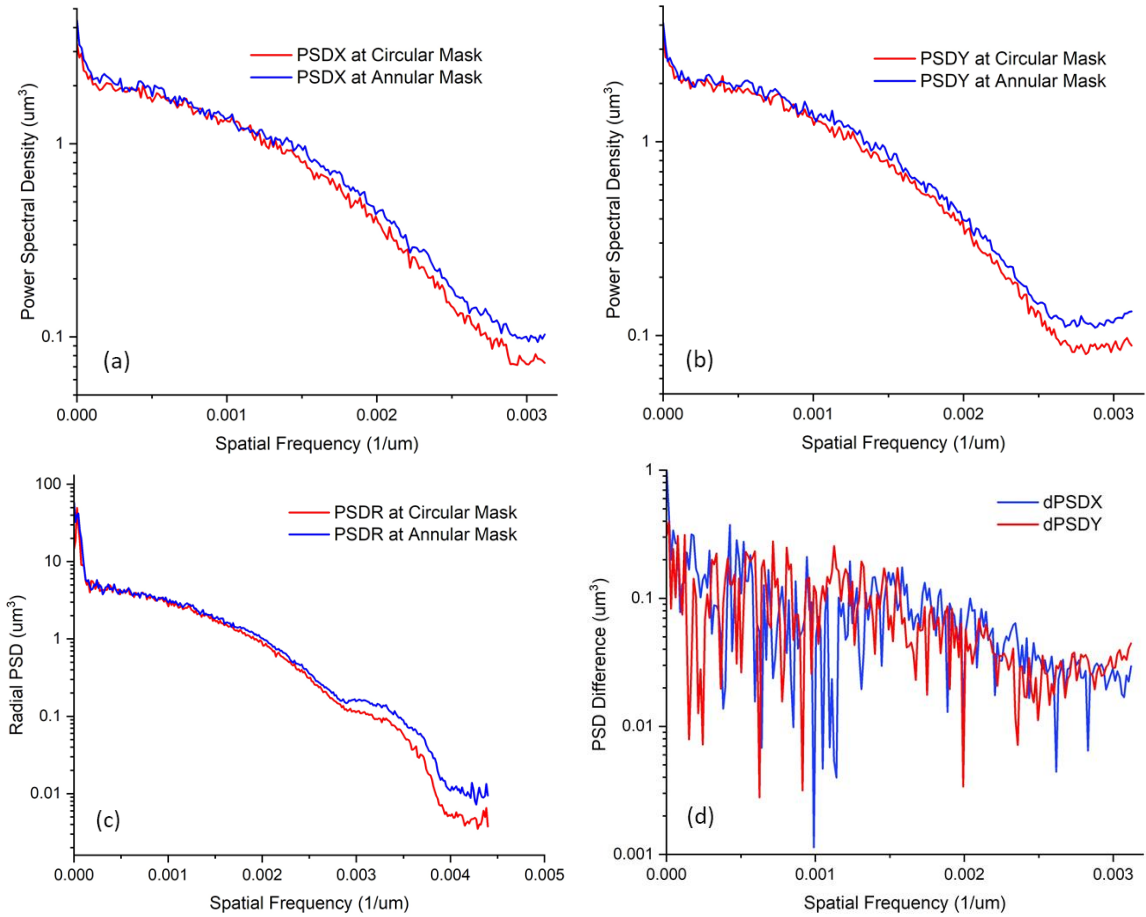 PSDX at Circular Mask
PSDX at Annular Mask
Power Spectral Density (um³)
1
0.1
(a)
0.000 0.001 0.002 0.003
Spatial Frequency (1/um)
PSDY at Circular Mask
PSDY at Annular Mask
Power Spectral Density (um³)
1
0.1
(b)
0.000 0.001 0.002 0.003
Spatial Frequency (1/um)
PSDR at Circular Mask
PSDR at Annular Mask
Radial PSD (um³)
100
10
1
0.1
0.01
(c)
0.000 0.001 0.002 0.003 0.004 0.005
Spatial Frequency (1/um)
dPSDX
dPSDY
PSD Difference (um³)
1
0.1
0.01
0.001
(d)
0.000 0.001 0.002 0.003
Spatial Frequency (1/um)